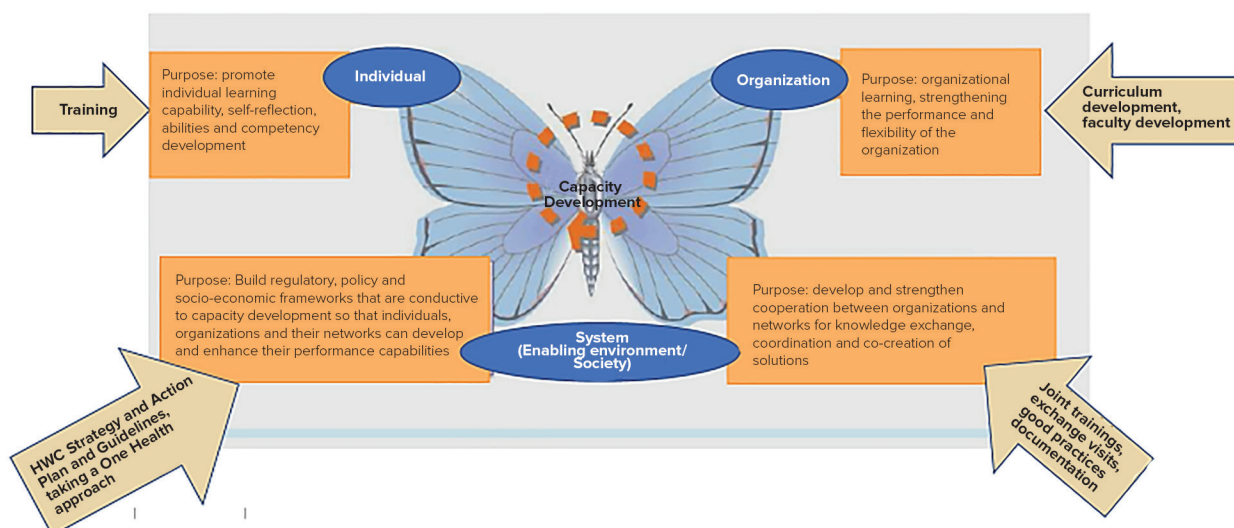 Training
Purpose: promote
individual learning
capability, self-reflection,
abilities and competency
development
Individual
Organization
Purpose: organizational
learning, strengthening
the performance and
flexibility of the
organization
Curriculum
development,
faculty development
Capacity
Development
Purpose: Build regulatory, policy and
socio-economic frameworks that are conductive
to capacity development so that individuals,
organizations and their networks can develop
and enhance their performance capabilities
System
(Enabling environment/
Society)
Purpose: develop and strengthen
cooperation between organizations and
networks for knowledge exchange,
coordination and co-creation of
solutions
HWC Strategy and Action
Plan and Guidelines,
taking a One Health
approach
Joint trainings,
exchange visits,
good practices
documentation